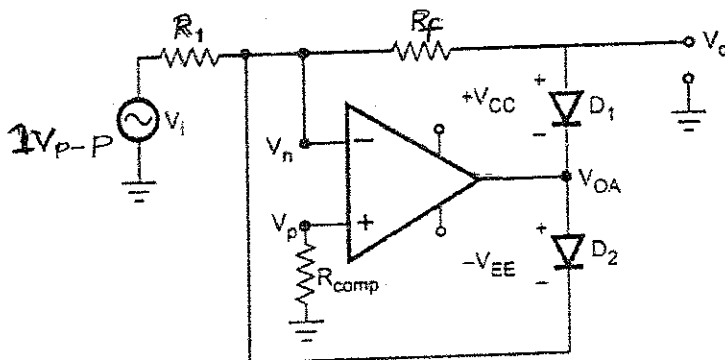 R1
Rf
Vo
+VCC
D1
1Vp-p
Vi
Vn
VOA
Vp
-VEE
D2
Rcomp